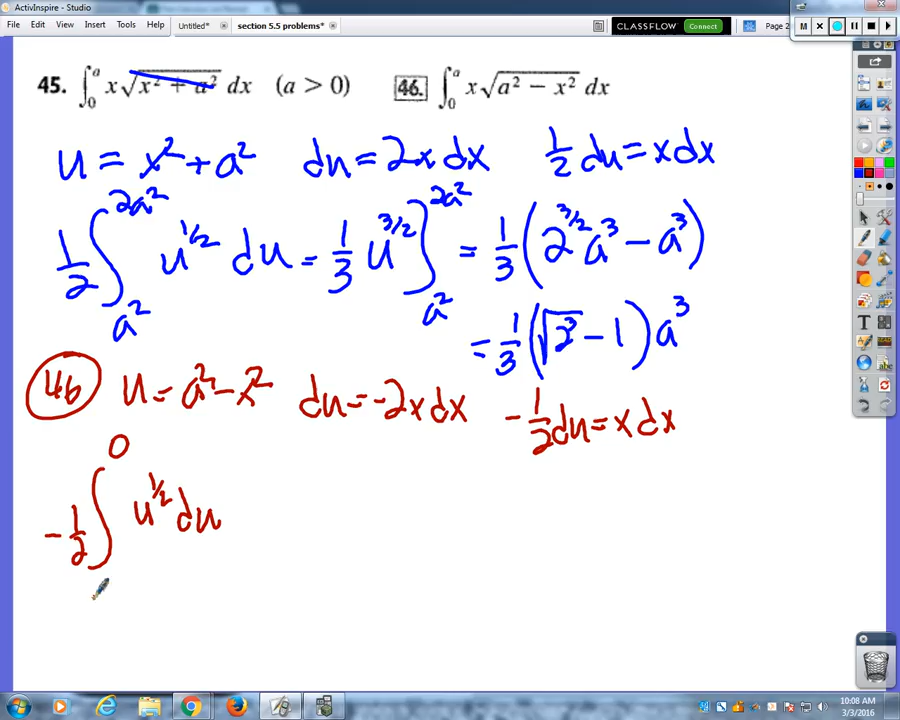 ActivInspire - Studio
File Edit View Insert Tools Help Untitled* section 5.5 problems* CLASSFLOW Connect Page 2
45. ∫₀ᵃ x√(x² + a²) dx (a > 0) 46. ∫₀ᵃ x√(a² − x²) dx
u = x² + a² du = 2x dx ½ du = x dx
½ ∫_{a²}^{2a²} u^{1/2} du = ⅓ u^{3/2} ]_{a²}^{2a²} = ⅓ (2^{3/2} a³ − a³)
= ⅓ (√2³ − 1) a³
46 u = a² − x² du = −2x dx −½ du = x dx
−½ ∫^{0} u^{1/2} du
10:08 AM
3/3/2016